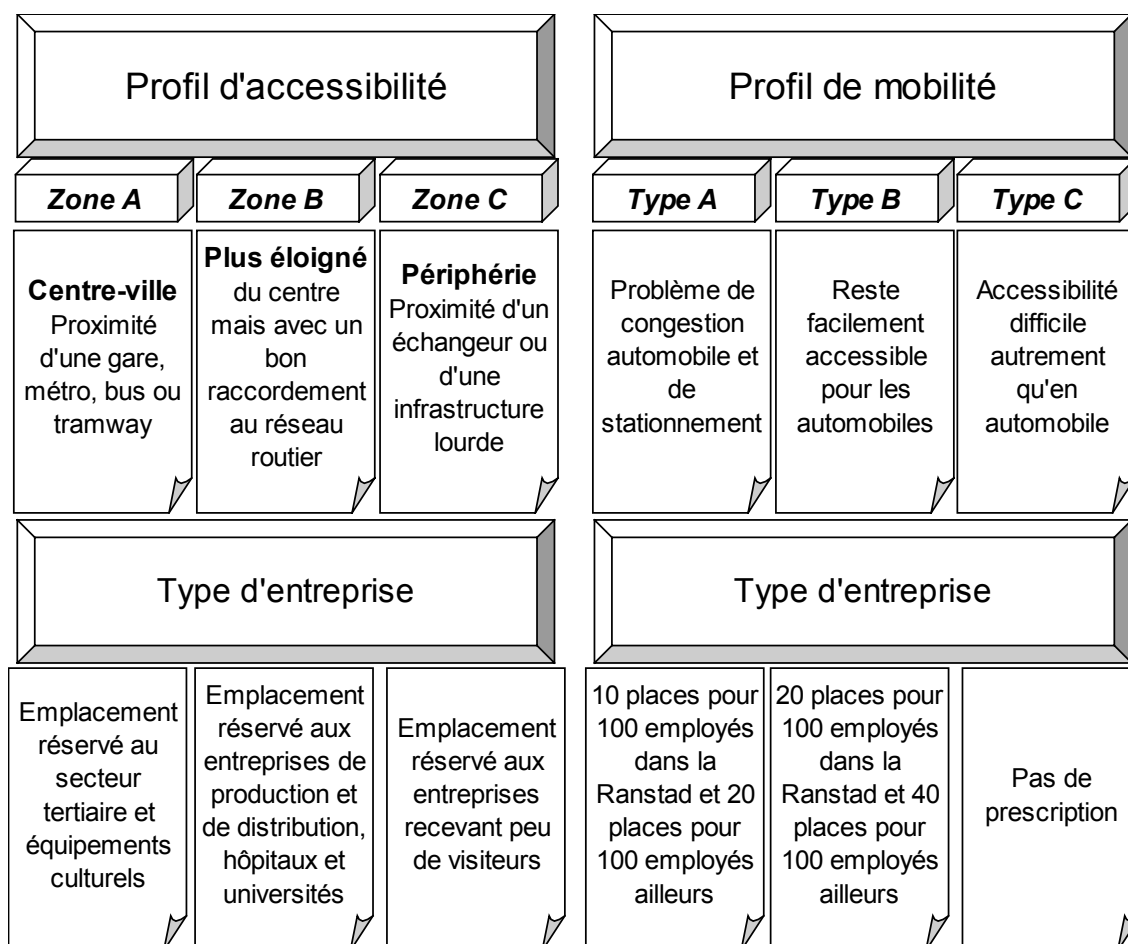 Profil d'accessibilité
Zone A
Zone B
Zone C
Centre-ville
Proximité
d'une gare,
métro, bus ou
tramway
Plus éloigné
du centre
mais avec un
bon
raccordement
au réseau
routier
Périphérie
Proximité d'un
échangeur ou
d'une
infrastructure
lourde
Type d'entreprise
Emplacement
réservé au
secteur
tertiaire et
équipements
culturels
Emplacement
réservé aux
entreprises de
production et
de distribution,
hôpitaux et
universités
Emplacement
réservé aux
entreprises
recevant peu
de visiteurs
Profil de mobilité
Type A
Type B
Type C
Problème de
congestion
automobile et
de
stationnement
Reste
facilement
accessible
pour les
automobiles
Accessibilité
difficile
autrement
qu'en
automobile
Type d'entreprise
10 places pour
100 employés
dans la
Ranstad et 20
places pour
100 employés
ailleurs
20 places pour
100 employés
dans la
Ranstad et 40
places pour
100 employés
ailleurs
Pas de
prescription